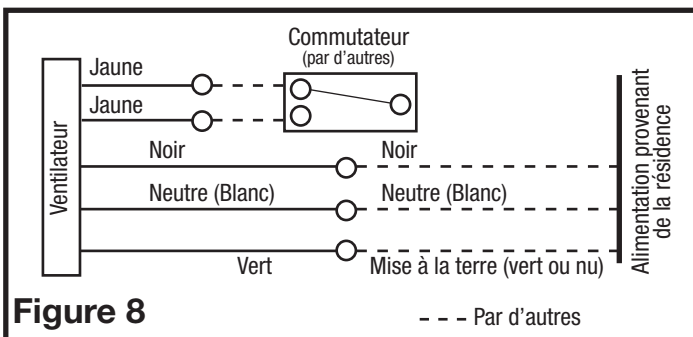 Commutateur
(par d'autres)
Jaune
Jaune
Noir
Noir
Neutre (Blanc)
Neutre (Blanc)
Vert
Mise à la terre (vert ou nu)
Ventilateur
Alimentation provenant
de la résidence
Figure 8
--- Par d'autres